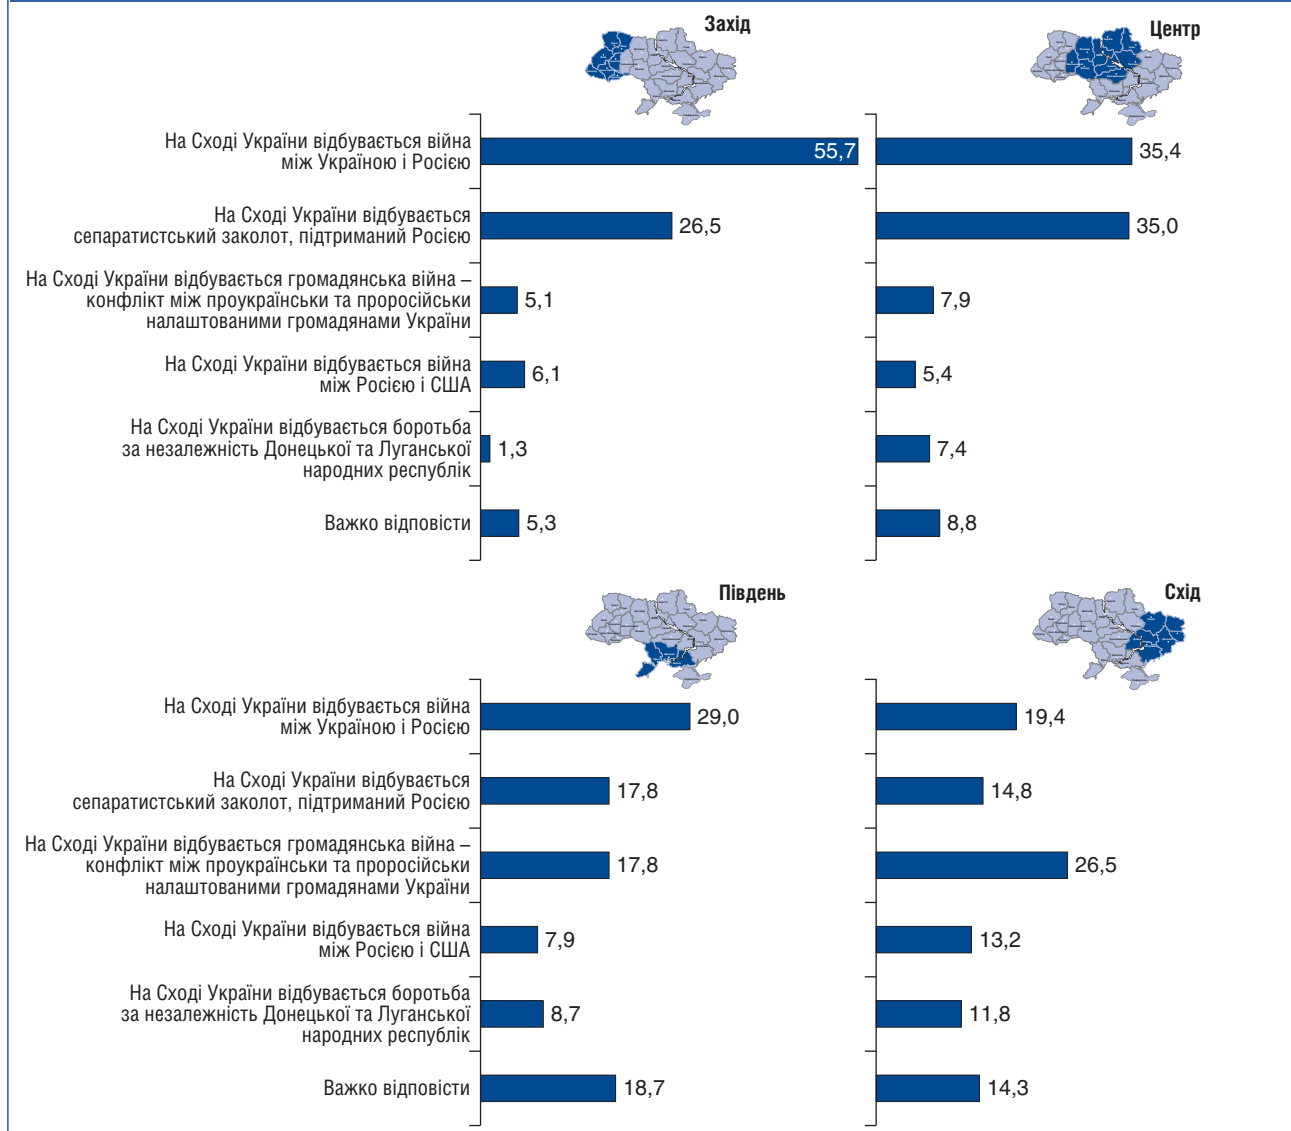 Захід
Центр
На Сході України відбувається війна
між Україною і Росією
55,7
35,4
На Сході України відбувається
сепаратистський заколот, підтриманий Росією
26,5
35,0
На Сході України відбувається громадянська війна –
конфлікт між проукраїнськи та проросійськи
налаштованими громадянами України
5,1
7,9
На Сході України відбувається війна
між Росією і США
6,1
5,4
На Сході України відбувається боротьба
за незалежність Донецької та Луганської
народних республік
1,3
7,4
Важко відповісти
5,3
8,8
Південь
Схід
На Сході України відбувається війна
між Україною і Росією
29,0
19,4
На Сході України відбувається
сепаратистський заколот, підтриманий Росією
17,8
14,8
На Сході України відбувається громадянська війна –
конфлікт між проукраїнськи та проросійськи
налаштованими громадянами України
17,8
26,5
На Сході України відбувається війна
між Росією і США
7,9
13,2
На Сході України відбувається боротьба
за незалежність Донецької та Луганської
народних республік
8,7
11,8
Важко відповісти
18,7
14,3